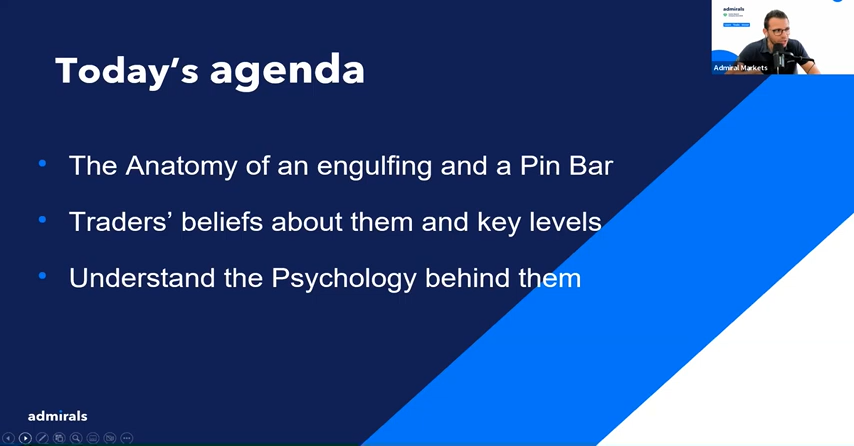 Today's agenda
• The Anatomy of an engulfing and a Pin Bar
• Traders' beliefs about them and key levels
• Understand the Psychology behind them
admirals
admirals
Admiral Markets